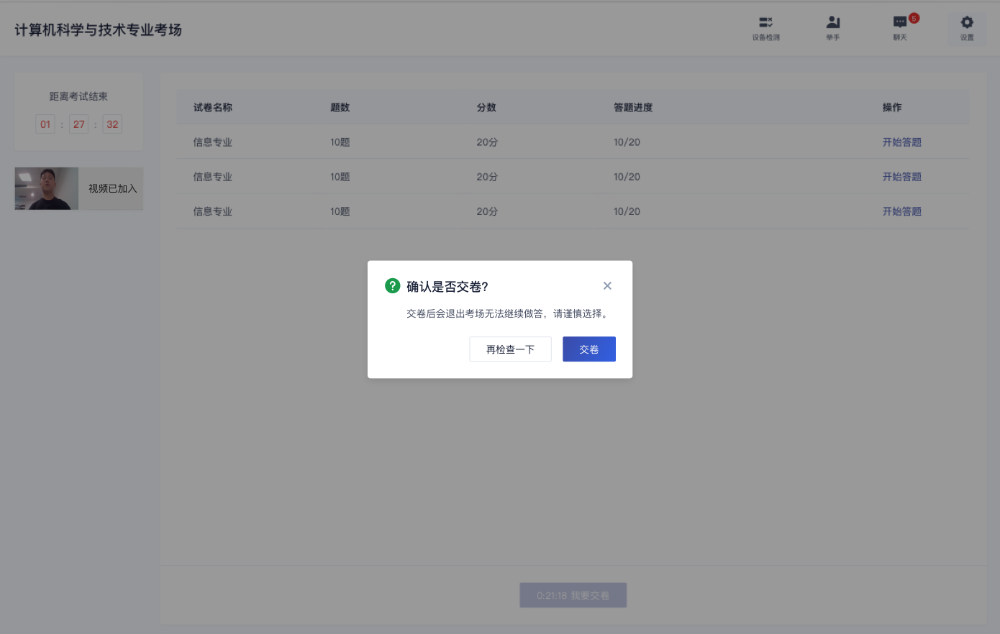 计算机科学与技术专业考场
设备检测
举手
聊天
5
设置
距离考试结束
01 : 27 : 32
视频已加入
试卷名称 题数 分数 答题进度 操作
信息专业 10题 20分 10/20 开始答题
信息专业 10题 20分 10/20 开始答题
信息专业 10题 20分 10/20 开始答题
确认是否交卷?
交卷后会退出考场无法继续做答，请谨慎选择。
再检查一下 交卷
0:21:18 我要交卷